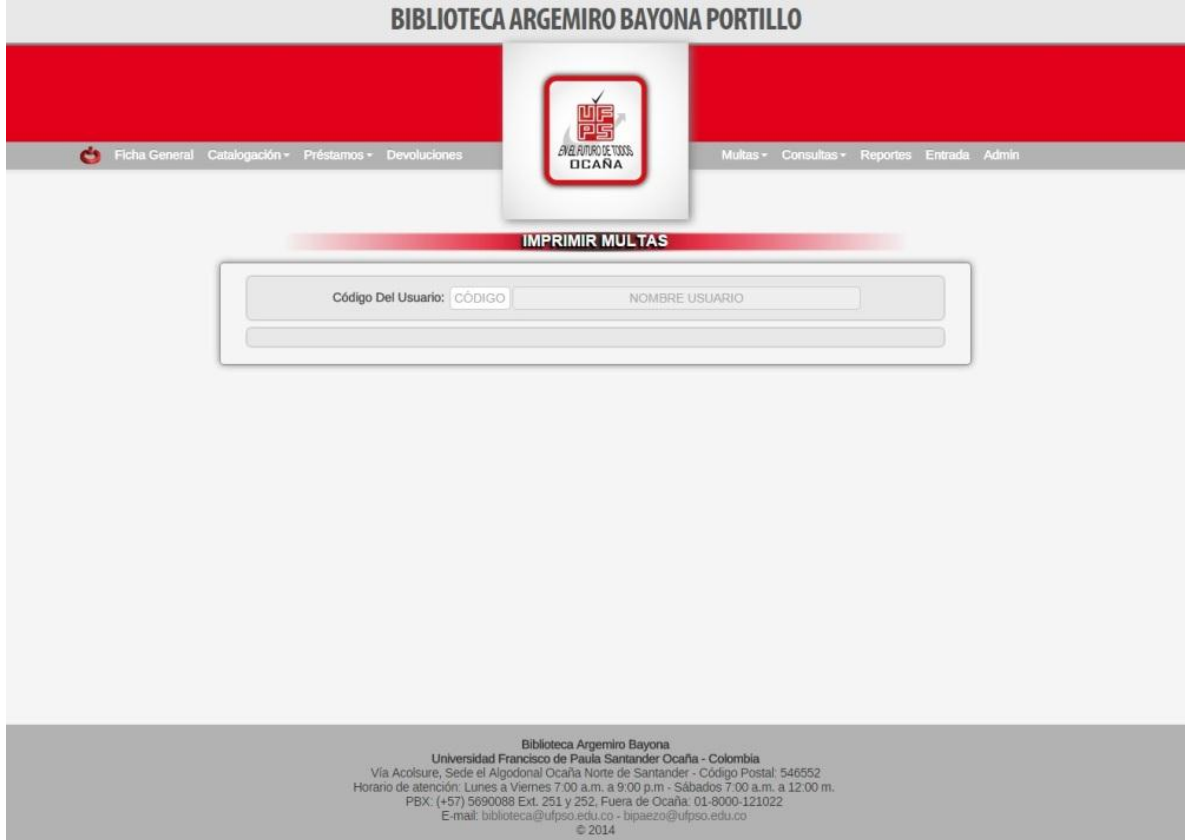 BIBLIOTECA ARGEMIRO BAYONA PORTILLO
UFPS
EN EL FUTURO DE TODOS
OCAÑA
Ficha General Catalogación Préstamos Devoluciones Multas Consultas Reportes Entrada Admin
IMPRIMIR MULTAS
Código Del Usuario: CÓDIGO NOMBRE USUARIO
Biblioteca Argemiro Bayona
Universidad Francisco de Paula Santander Ocaña - Colombia
Vía Acolsure, Sede el Algodonal Ocaña Norte de Santander - Código Postal: 546552
Horario de atención: Lunes a Viernes 7:00 a.m. a 9:00 p.m - Sábados 7:00 a.m. a 12:00 m.
PBX: (+57) 5690088 Ext. 251 y 252, Fuera de Ocaña: 01-8000-121022
E-mail: biblioteca@ufpso.edu.co - bipaezo@ufpso.edu.co
© 2014